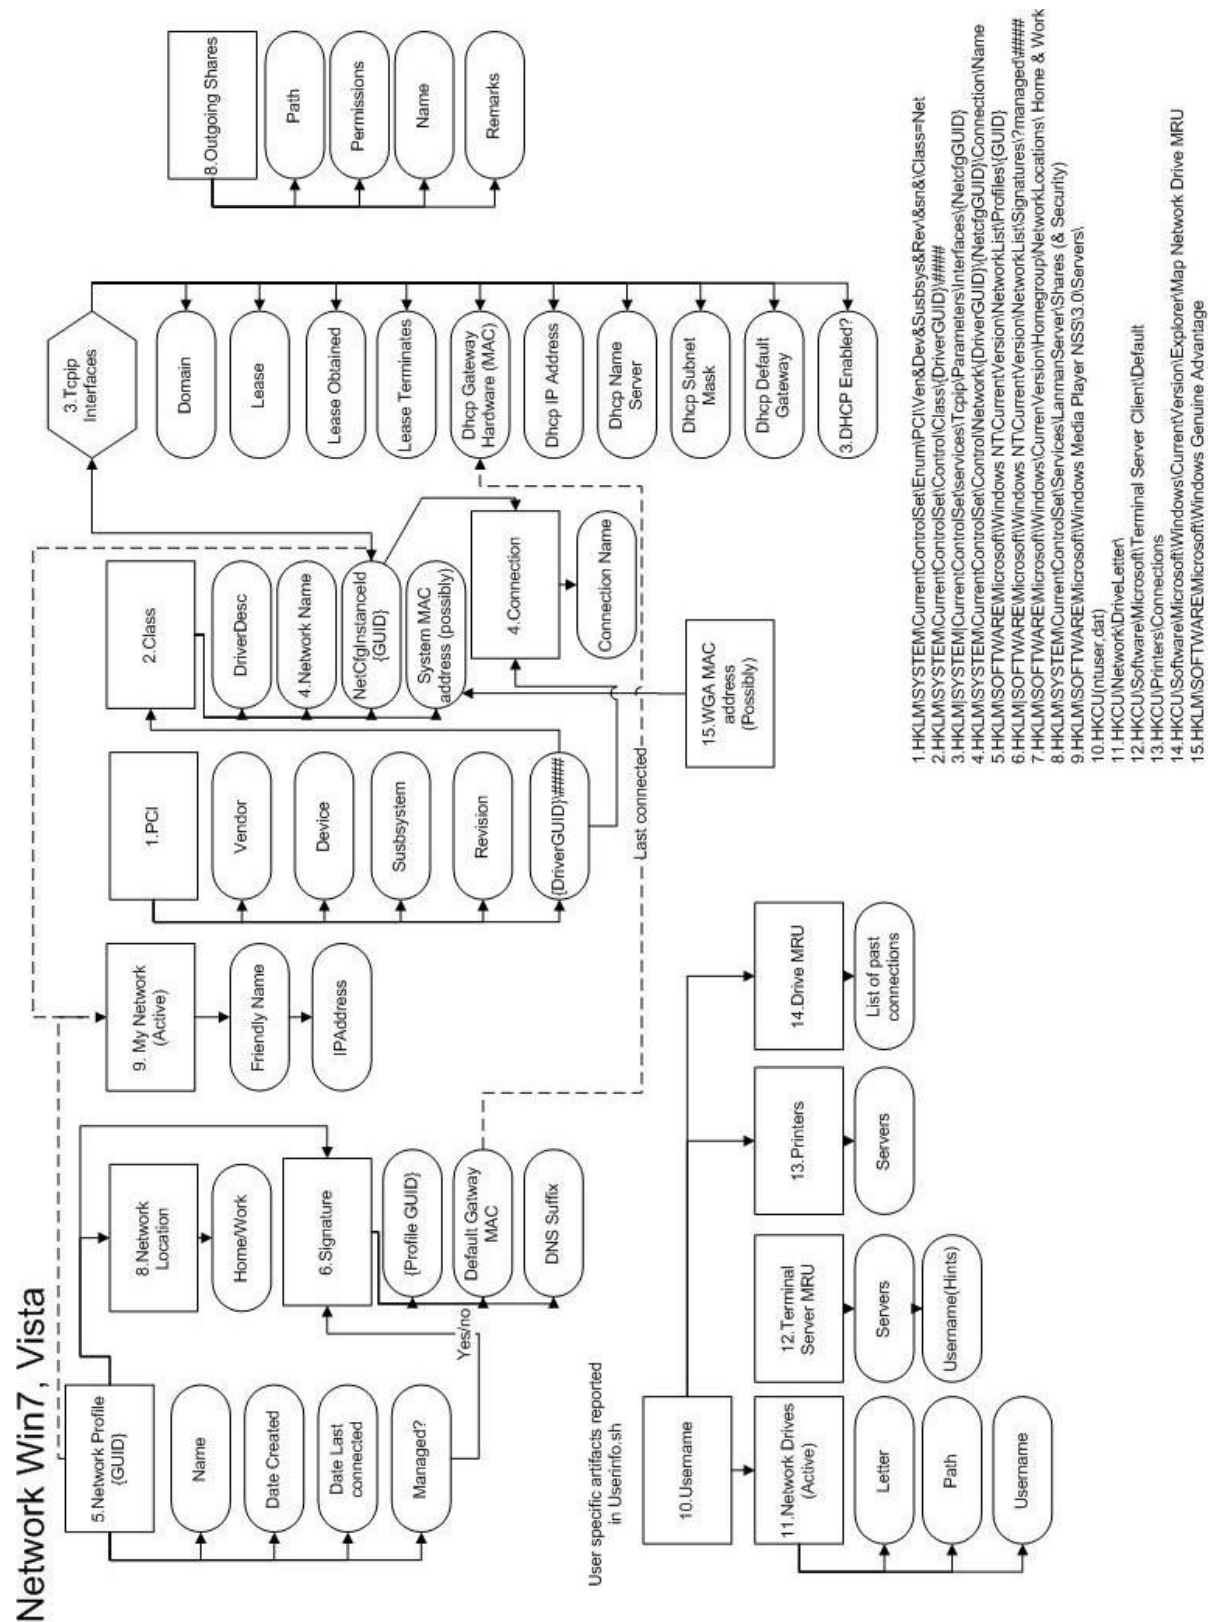 Network Win7, Vista
5.Network Profile
{GUID}
Name
Date Created
Date Last
connected
Managed?
Yes/no
8.Network
Location
Home/Work
6.Signature
{Profile GUID}
Default Gatway
MAC
DNS Suffix
9. My Network
(Active)
Friendly Name
IPAddress
1.PCI
Vendor
Device
Susbsystem
Revision
{DriverGUID}\####
2.Class
DriverDesc
4.Network Name
NetCfgInstanceId
{GUID}
System MAC
address (possibly)
4.Connection
Connection Name
15.WGA MAC
address
(Possibly)
Last connected
3.Tcpip
Interfaces
Domain
Lease
Lease Obtained
Lease Terminates
Dhcp Gateway
Hardware (MAC)
Dhcp IP Address
Dhcp Name
Server
Dhcp Subnet
Mask
Dhcp Default
Gateway
3.DHCP Enabled?
8.Outgoing Shares
Path
Permissions
Name
Remarks
User specific artifacts reported
in Userinfo.sh
10.Username
11.Network Drives
(Active)
Letter
Path
Username
12.Terminal
Server MRU
Servers
Username(Hints)
13.Printers
Servers
14.Drive MRU
List of past
connections
1.HKLM\SYSTEM\CurrentControlSet\Enum\PCI\Ven&Dev&Susbsys&Rev\&sn&\Class=Net
2.HKLM\SYSTEM\CurrentControlSet\Control\Class\{DriverGUID}\####
3.HKLM|SYSTEM|CurrentControlSet\services\Tcpip\Parameters\Interfaces\{NetcfgGUID}
4.HKLM\SYSTEM\CurrentControlSet\Control\Network\{DriverGUID}\{NetcfgGUID}\Connection\Name
5.HKLM\SOFTWARE\Microsoft\Windows NT\CurrentVersion\NetworkList\Profiles\{GUID}
6.HKLM|SOFTWARE\Microsoft\Windows NT\CurrentVersion\NetworkList\Signatures\?managed\####
7.HKLM\SOFTWARE\Microsoft\Windows\CurrenVersion\Homegroup\NetworkLocations\ Home & Work
8.HKLM\SYSTEM\CurrentControlSet\Services\LanmanServer\Shares (& Security)
9.HKLM\SOFTWARE\Microsoft\Windows Media Player NSS\3.0\Servers\
10.HKCU(ntuser.dat)
11.HKCU\Network\DriveLetter\
12.HKCU\Software\Microsoft\Terminal Server Client\Default
13.HKCU\Printers\Connections
14.HKCU\Software\Microsoft\Windows\CurrentVersion\Explorer\Map Network Drive MRU
15.HKLM\SOFTWARE\Microsoft\Windows Genuine Advantage